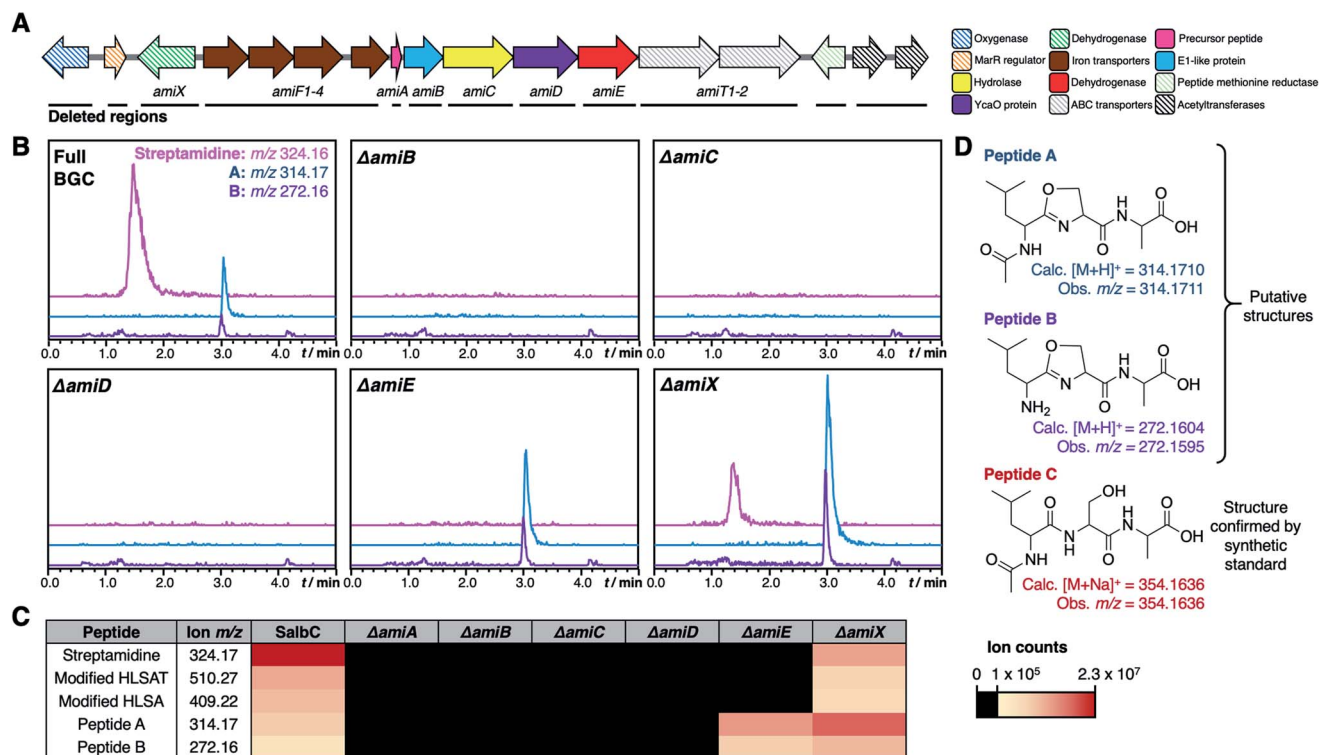 A
amiX
amiF1-4
amiA
amiB
amiC
amiD
amiE
amiT1-2
Deleted regions
Oxygenase
Dehydrogenase
Precursor peptide
MarR regulator
Iron transporters
E1-like protein
Hydrolase
Dehydrogenase
Peptide methionine reductase
YcaO protein
ABC transporters
Acetyltransferases
B
Full
BGC
Streptamidine: m/z 324.16
A: m/z 314.17
B: m/z 272.16
0.0 1.0 2.0 3.0 4.0 t / min
ΔamiB
0.0 1.0 2.0 3.0 4.0 t / min
ΔamiC
0.0 1.0 2.0 3.0 4.0 t / min
ΔamiD
0.0 1.0 2.0 3.0 4.0 t / min
ΔamiE
0.0 1.0 2.0 3.0 4.0 t / min
ΔamiX
0.0 1.0 2.0 3.0 4.0 t / min
D
Peptide A
O
N
H
N
O
O
OH
O
NH
Calc. [M+H]⁺ = 314.1710
Obs. m/z = 314.1711
Peptide B
O
N
H
N
O
O
OH
NH₂
Calc. [M+H]⁺ = 272.1604
Obs. m/z = 272.1595
Putative
structures
Peptide C
O
OH
H
N
O
OH
N
H
O
O
NH
Calc. [M+Na]⁺ = 354.1636
Obs. m/z = 354.1636
Structure
confirmed by
synthetic
standard
C
Peptide Ion m/z SalbC ΔamiA ΔamiB ΔamiC ΔamiD ΔamiE ΔamiX
Streptamidine 324.17
Modified HLSAT 510.27
Modified HLSA 409.22
Peptide A 314.17
Peptide B 272.16
Ion counts
0 1 x 10⁵ 2.3 x 10⁷